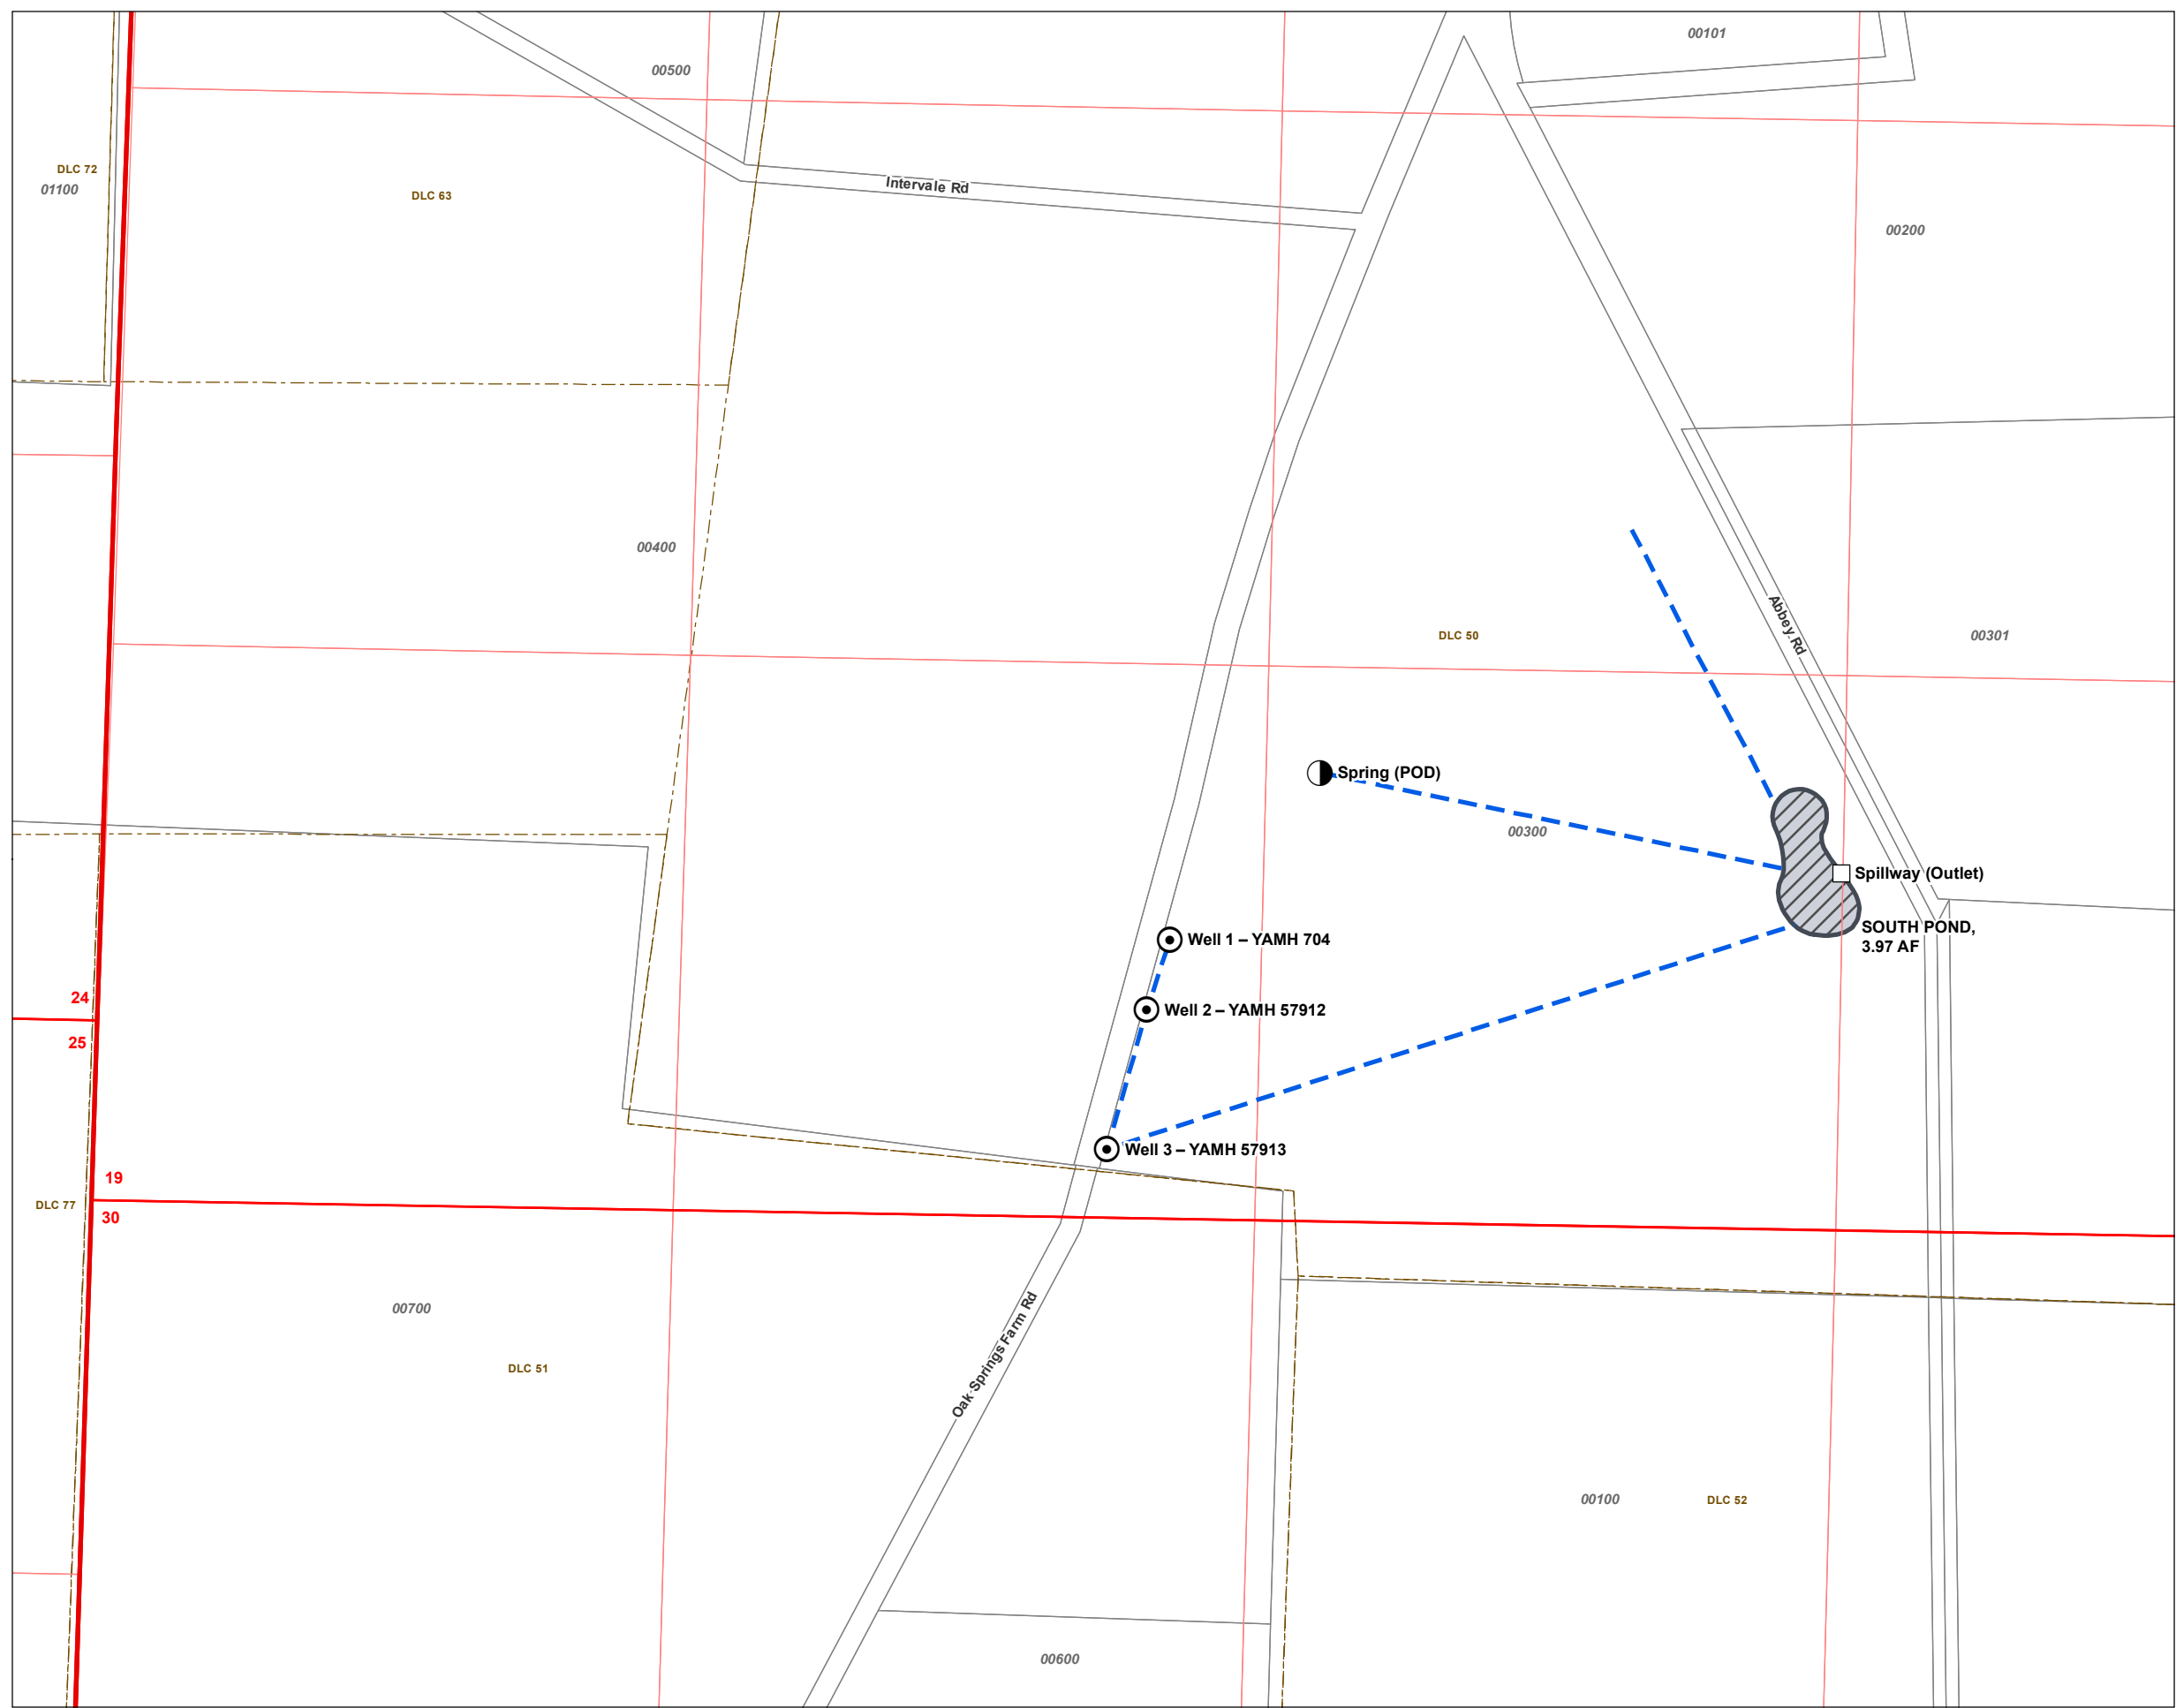 00101
00500
DLC 72
01100
DLC 63
Intervale Rd
00200
00400
DLC 50
Abbey Rd
00301
Spring (POD)
00300
Spillway (Outlet)
SOUTH POND,
3.97 AF
Well 1 – YAMH 704
24
Well 2 – YAMH 57912
25
Well 3 – YAMH 57913
19
DLC 77
30
00700
Oak Springs Farm Rd
DLC 51
00100
DLC 52
00600